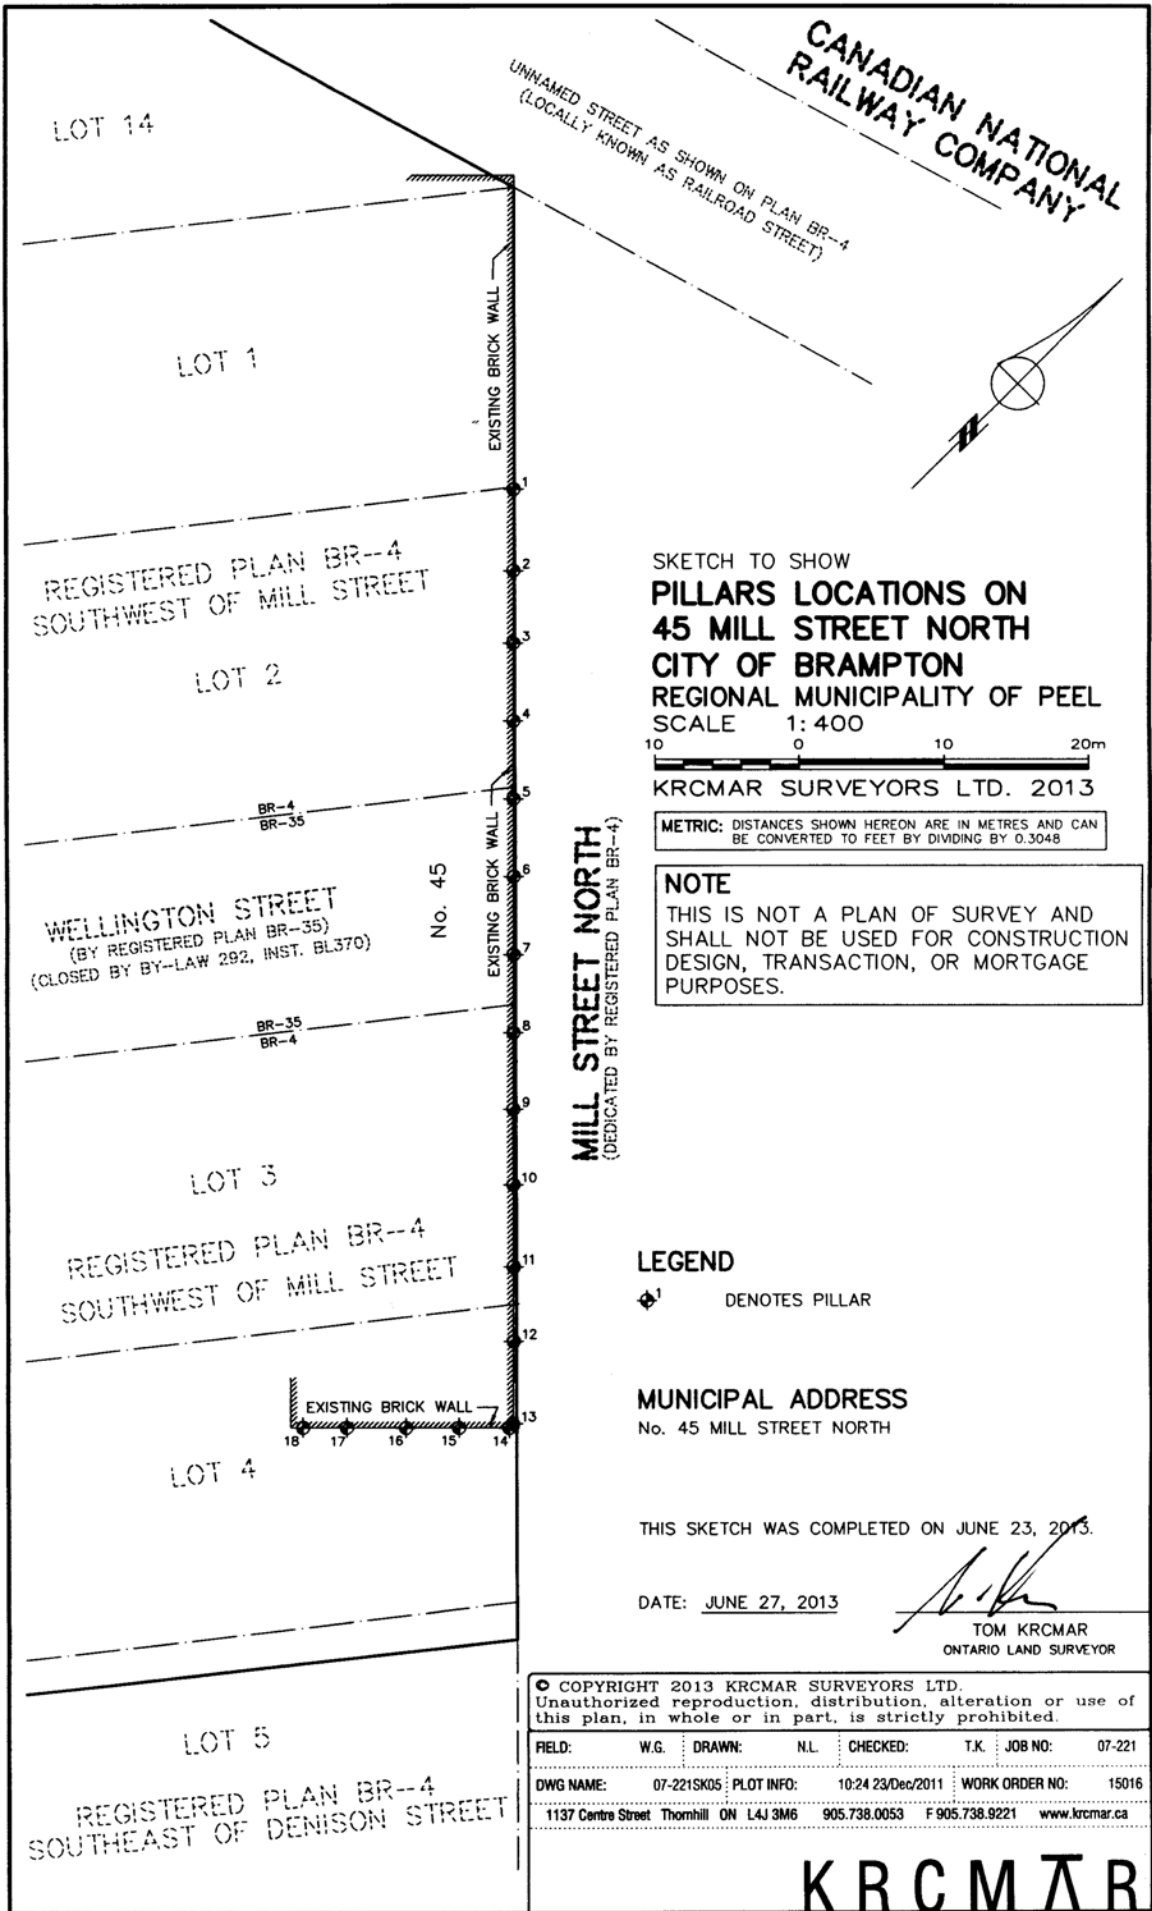 CANADIAN NATIONAL
RAILWAY COMPANY
UNNAMED STREET AS SHOWN ON PLAN BR--4
(LOCALLY KNOWN AS RAILROAD STREET)
LOT 14
EXISTING BRICK WALL
LOT 1
1
REGISTERED PLAN BR--4
SOUTHWEST OF MILL STREET
2
3
LOT 2
4
5
BR-4
BR-35
EXISTING BRICK WALL
6
No. 45
WELLINGTON STREET
(BY REGISTERED PLAN BR-35)
(CLOSED BY BY--LAW 292, INST. BL370)
7
8
BR-35
BR-4
MILL STREET NORTH
(DEDICATED BY REGISTERED PLAN BR-4)
9
LOT 3
10
REGISTERED PLAN BR--4
SOUTHWEST OF MILL STREET
11
12
EXISTING BRICK WALL
13
18 17 16 15 14
LOT 4
LOT 5
REGISTERED PLAN BR--4
SOUTHEAST OF DENISON STREET
N
SKETCH TO SHOW
PILLARS LOCATIONS ON
45 MILL STREET NORTH
CITY OF BRAMPTON
REGIONAL MUNICIPALITY OF PEEL
SCALE 1:400
10 0 10 20m
KRCMAR SURVEYORS LTD. 2013
METRIC: DISTANCES SHOWN HEREON ARE IN METRES AND CAN
BE CONVERTED TO FEET BY DIVIDING BY 0.3048
NOTE
THIS IS NOT A PLAN OF SURVEY AND
SHALL NOT BE USED FOR CONSTRUCTION
DESIGN, TRANSACTION, OR MORTGAGE
PURPOSES.
LEGEND
1 DENOTES PILLAR
MUNICIPAL ADDRESS
No. 45 MILL STREET NORTH
THIS SKETCH WAS COMPLETED ON JUNE 23, 2013.
DATE: JUNE 27, 2013
TOM KRCMAR
ONTARIO LAND SURVEYOR
© COPYRIGHT 2013 KRCMAR SURVEYORS LTD.
Unauthorized reproduction, distribution, alteration or use of
this plan, in whole or in part, is strictly prohibited.
FIELD: W.G. DRAWN: N.L. CHECKED: T.K. JOB NO: 07-221
DWG NAME: 07-221SK05 PLOT INFO: 10:24 23/Dec/2011 WORK ORDER NO: 15016
1137 Centre Street Thornhill ON L4J 3M6 905.738.0053 F 905.738.9221 www.krcmar.ca
KRCMAR